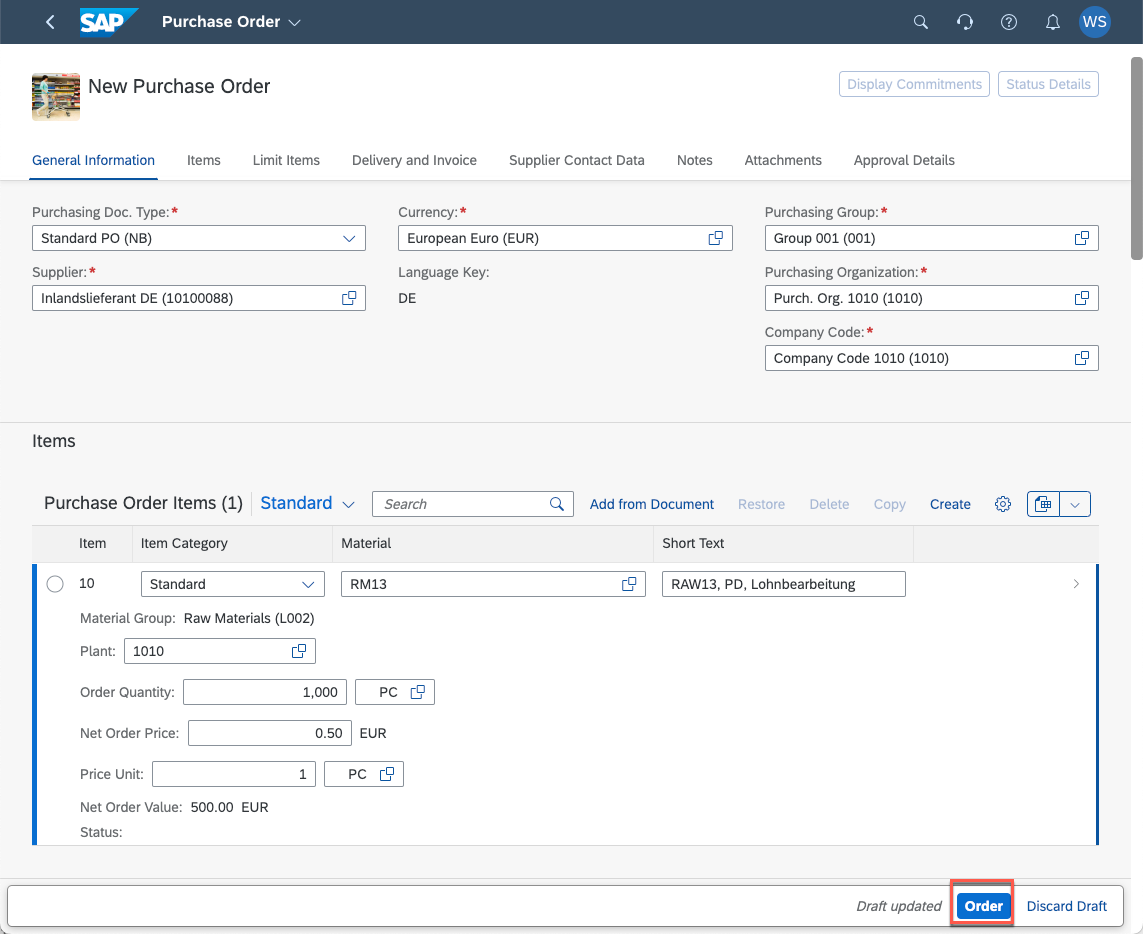 SAP Purchase Order WS
New Purchase Order Display Commitments Status Details
General Information Items Limit Items Delivery and Invoice Supplier Contact Data Notes Attachments Approval Details
Purchasing Doc. Type:* Currency:* Purchasing Group:*
Standard PO (NB) European Euro (EUR) Group 001 (001)
Supplier:* Language Key: Purchasing Organization:*
Inlandslieferant DE (10100088) DE Purch. Org. 1010 (1010)
Company Code:*
Company Code 1010 (1010)
Items
Purchase Order Items (1) Standard Search Add from Document Restore Delete Copy Create
Item Item Category Material Short Text
10 Standard RM13 RAW13, PD, Lohnbearbeitung
Material Group: Raw Materials (L002)
Plant: 1010
Order Quantity: 1,000 PC
Net Order Price: 0.50 EUR
Price Unit: 1 PC
Net Order Value: 500.00 EUR
Status:
Draft updated Order Discard Draft